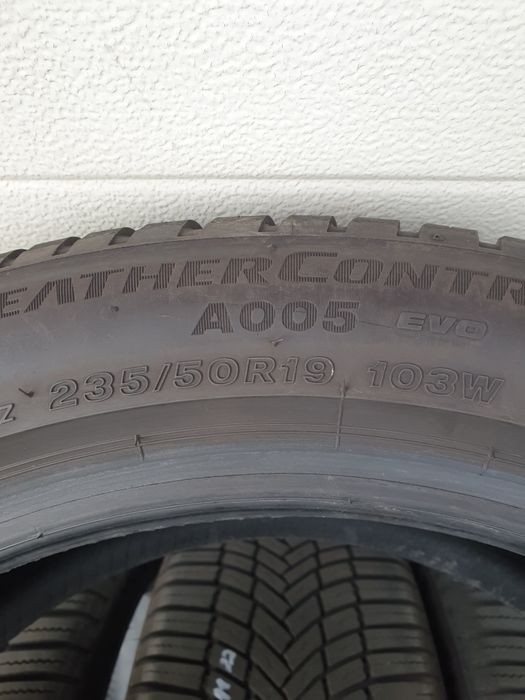 EATHERCONTR
A005 EVO
Z 235/50R19 103W